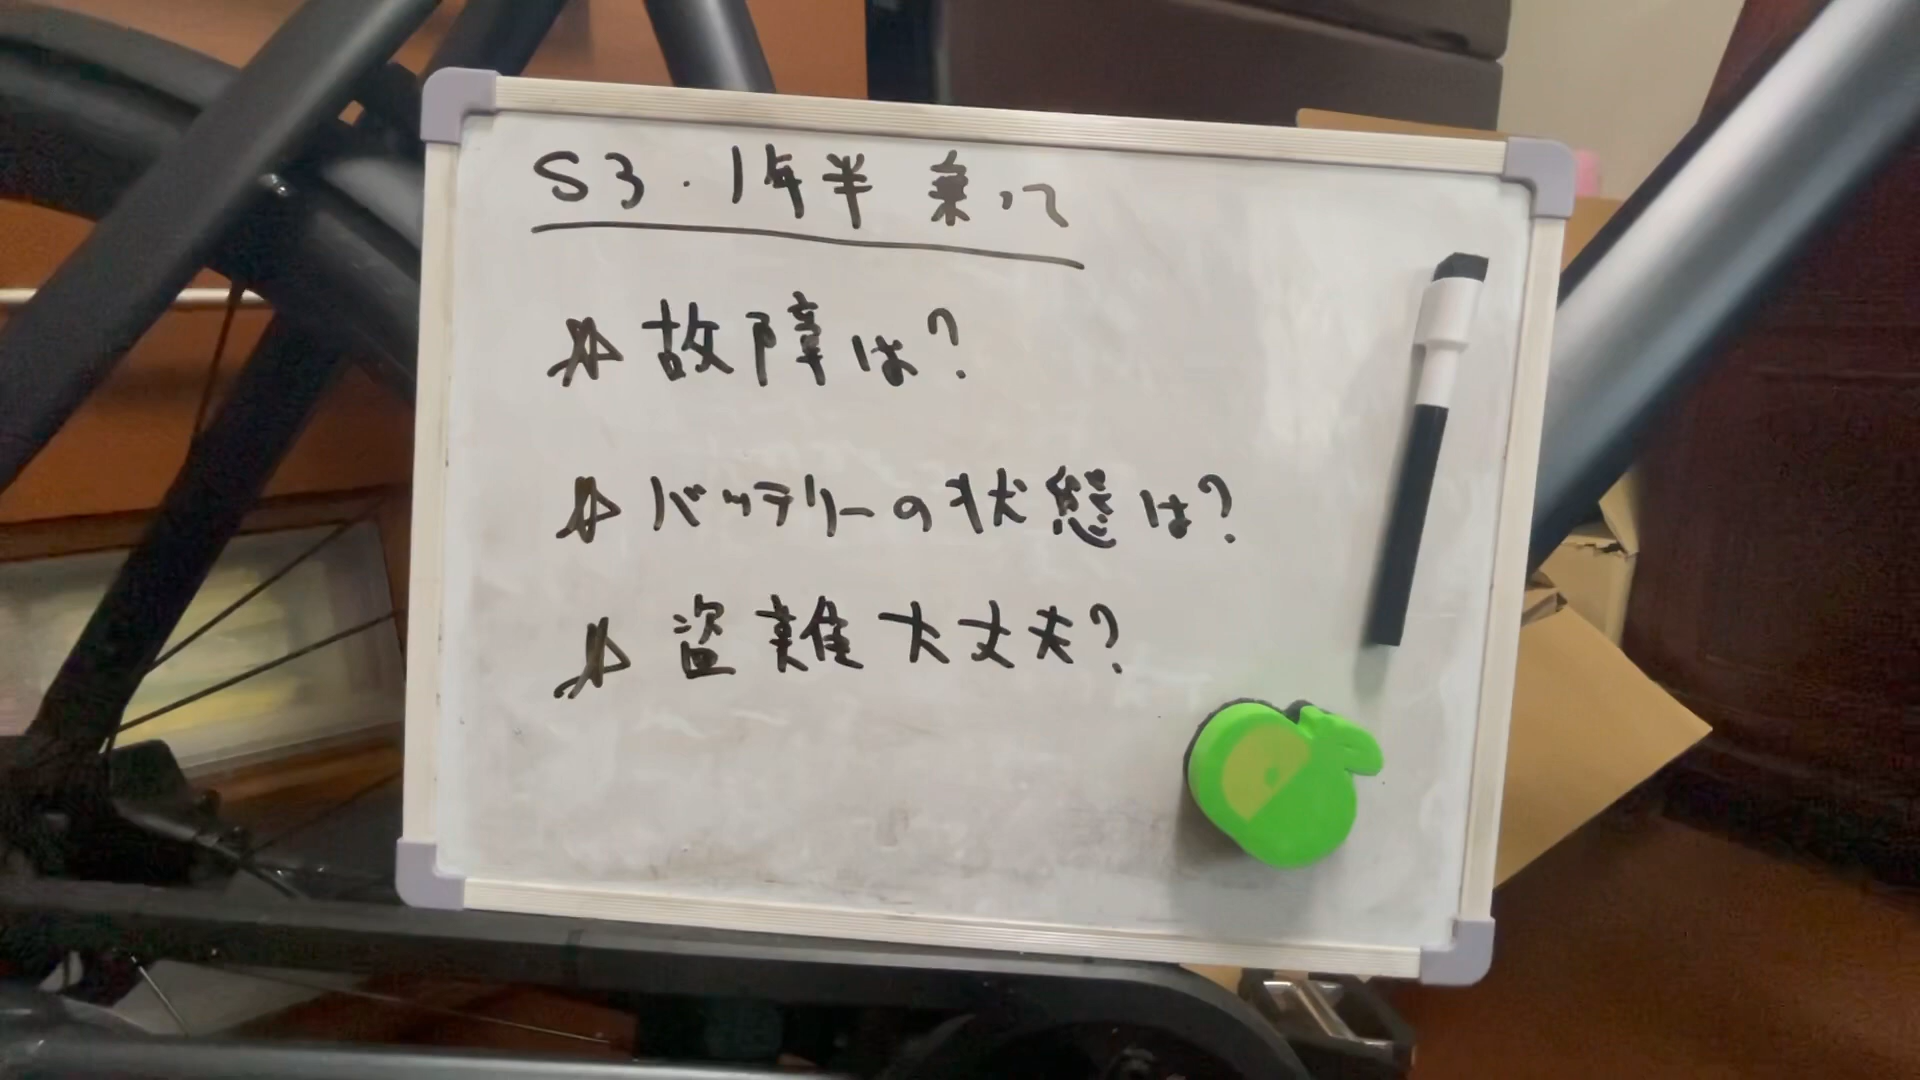 S3.1年半 乗って
☆ 故障は?
☆ バッテリーの状態は?
☆ 盗難大丈夫?